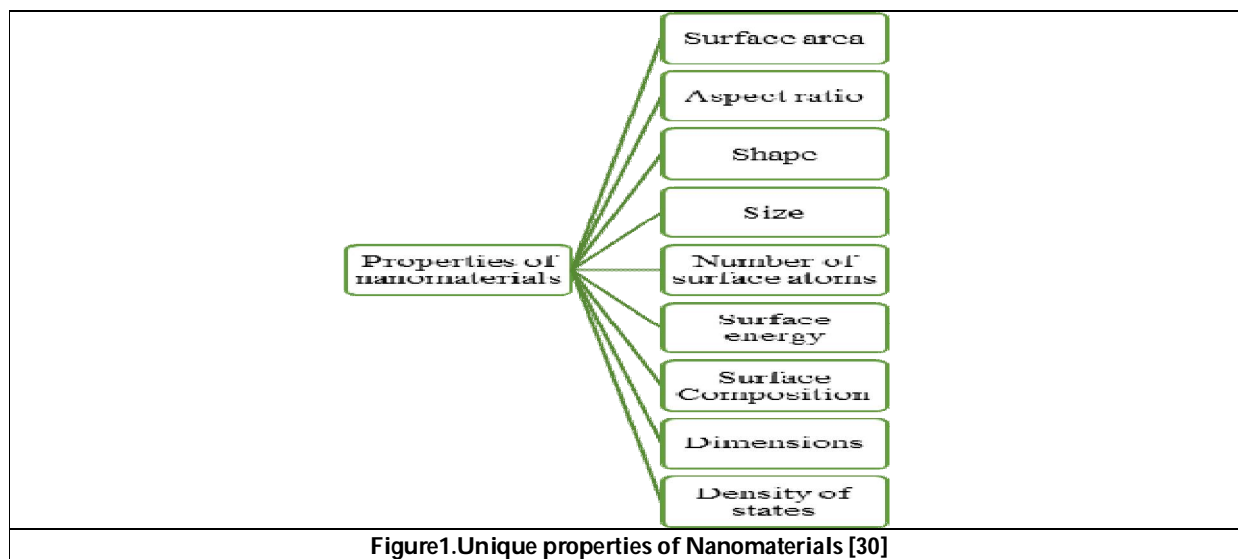 Surface area
Aspect ratio
Shape
Size
Properties of
nanomaterials
Number of
surface atoms
Surface
energy
Surface
Composition
Dimensions
Density of
states
Figure1.Unique properties of Nanomaterials [30]